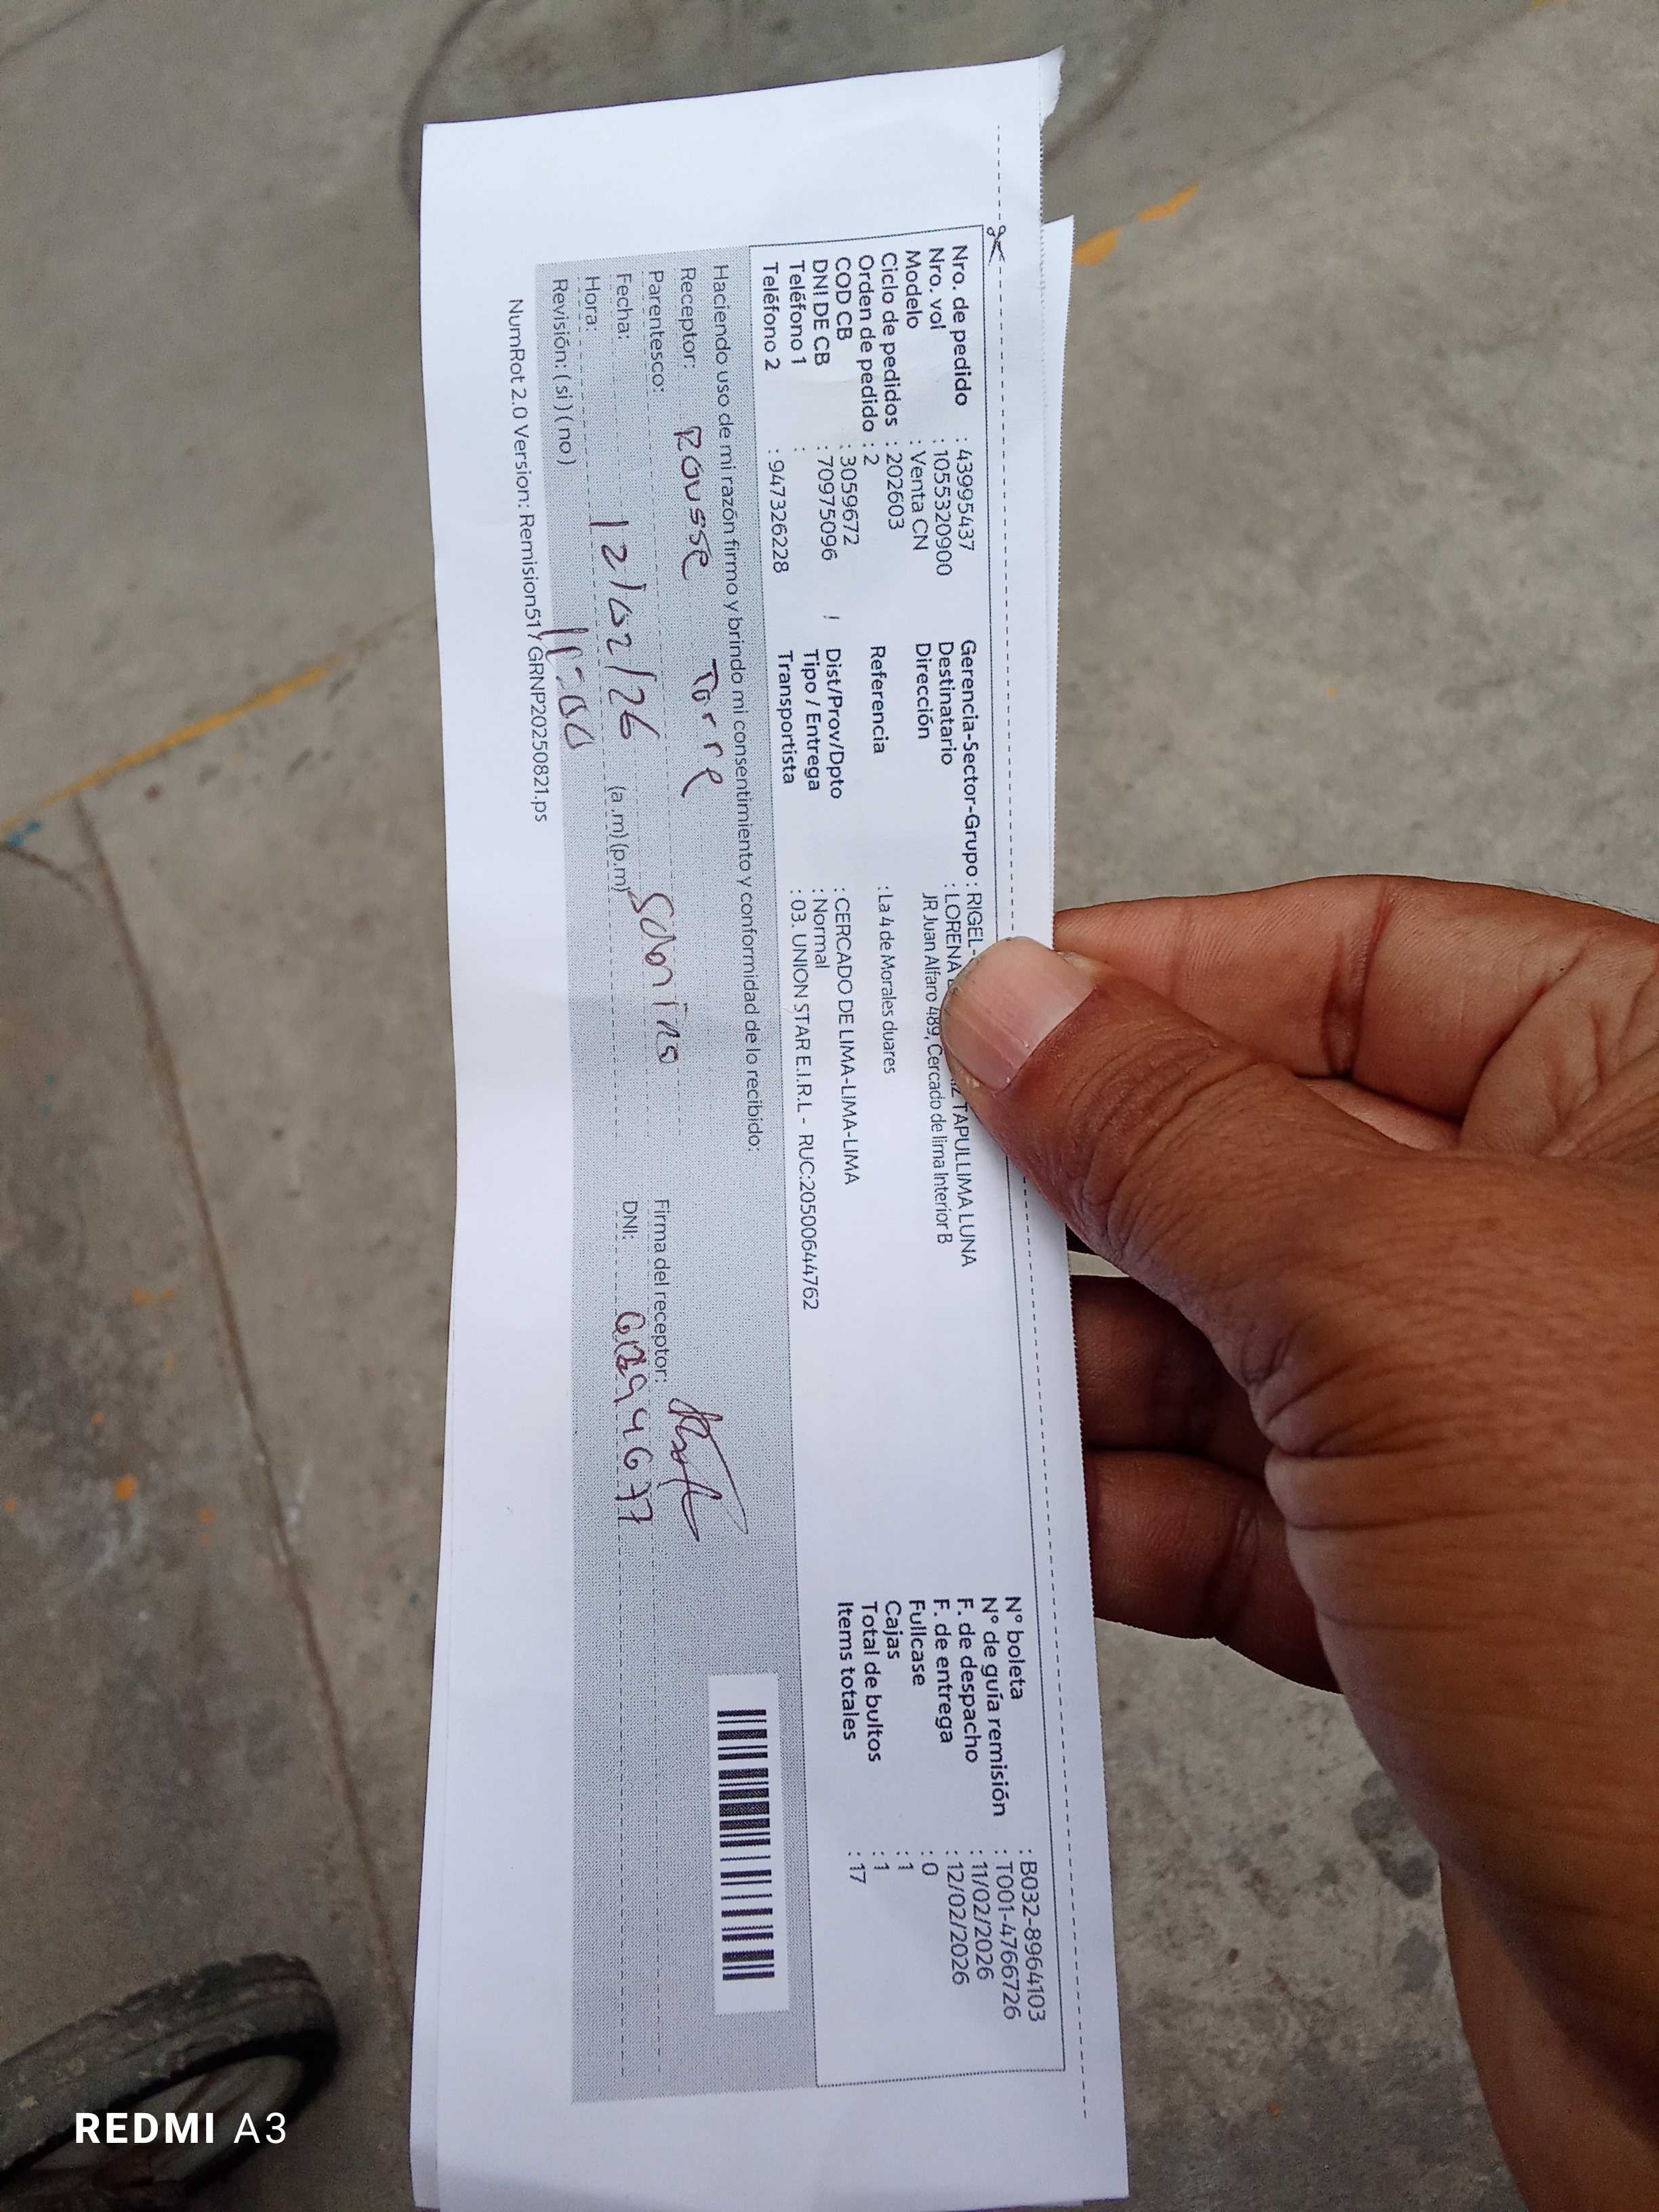 Nro. de pedido : 43995437
Nro. vol : 1055320900
Modelo : Venta CN
Ciclo de pedidos : 202603
Orden de pedido : 2
COD CB : 3059672
DNI DE CB : 70975096
Teléfono 1 :
Teléfono 2 : 947326228
Gerencia-Sector-Grupo : RIGEL-
Destinatario : LORENA TAPULLIMA LUNA
Dirección JR Juan Alfaro 489, Cercado de lima Interior B
Referencia : La 4 de Morales duares
Dist/Prov/Dpto : CERCADO DE LIMA-LIMA-LIMA
Tipo / Entrega : Normal
Transportista : 03. UNION STAR E.I.R.L - RUC:20500644762
N° boleta : B032-8964103
N° de guía remisión : T001-4766726
F. de despacho : 11/02/2026
F. de entrega : 12/02/2026
Fullcase : 0
Cajas : 1
Total de bultos : 1
Items totales : 17
Haciendo uso de mi razón firmo y brindo mi consentimiento y conformidad de lo recibido:
Receptor: Rousse Torre
Parentesco:
Fecha: 12/02/26
Hora: (a.m) (p.m)
Revisión: ( si ) ( no )
Firma del receptor:
DNI:
NumRot 2.0 Version: Remision51Y GRNP20250821.ps
REDMI A3